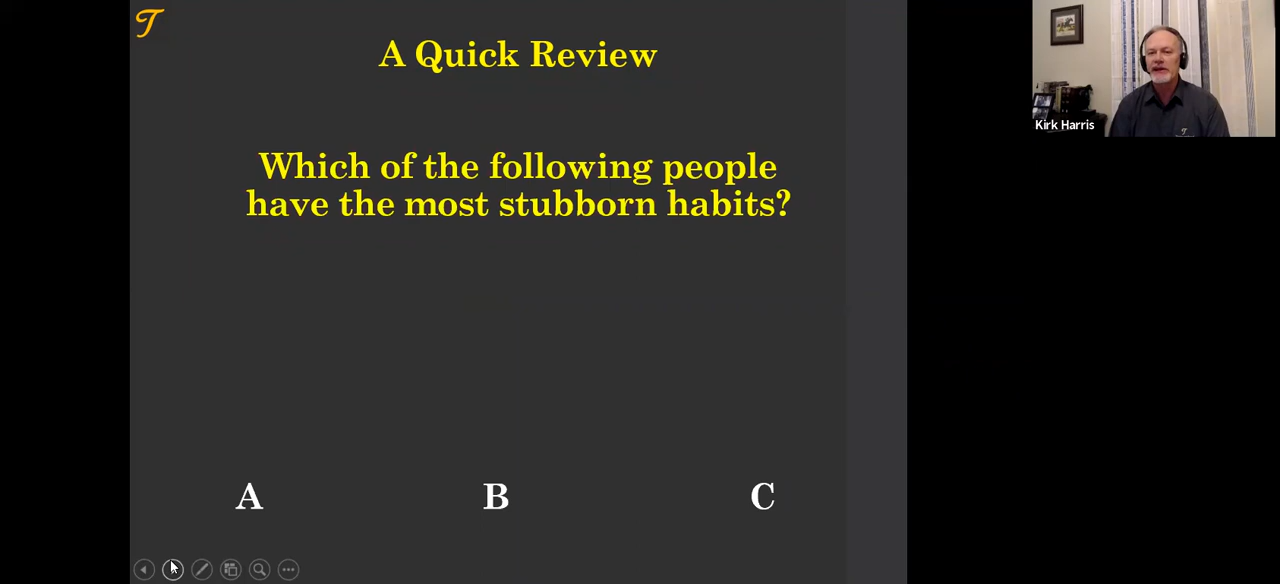 T
A Quick Review
Which of the following people
have the most stubborn habits?
A B C
Kirk Harris